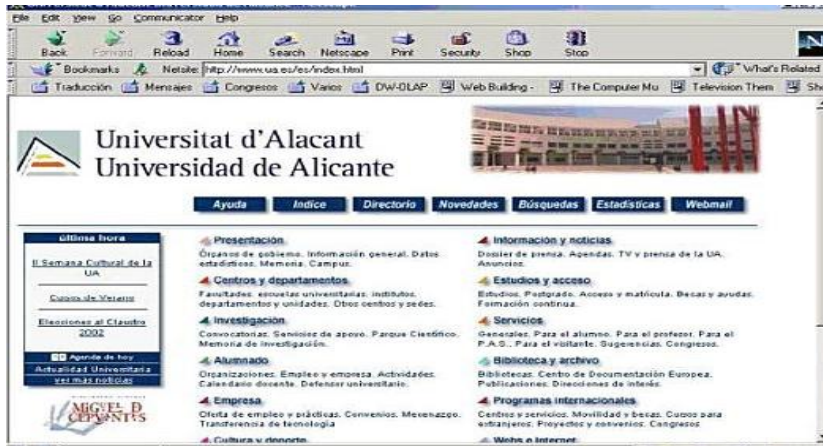 File Edit View Go Communicator Help
Back Forward Reload Home Search Netscape Print Security Shop Stop
Bookmarks Netsite: http://www.ua.es/es/index.html What's Related
Traducción Mensajes Congresos Varios DW-OLAP Web Building - The Computer Mu Television Them
Universitat d'Alacant
Universidad de Alicante
Ayuda Indice Directorio Novedades Búsquedas Estadísticas Webmail
última hora
II Semana Cultural de la
UA
Cursos de Verano
Elecciones al Claustro
2002
Agenda de hoy
Actualidad Universitaria
ver más noticias
MIGUEL D
CERVANTES
Presentación
Órganos de gobierno. Información general. Datos
estadísticos. Memoria. Campus.
Centros y departamentos
Facultades, escuelas universitarias, institutos,
departamentos y unidades. Otros centros y sedes.
Investigación
Convocatorias. Servicios de apoyo. Parque Científico.
Memoria de investigación.
Alumnado
Organizaciones. Empleo y empresa. Actividades.
Calendario docente. Defensor universitario.
Empresa
Oferta de empleo y prácticas. Convenios. Mecenazgo.
Transferencia de tecnología
Cultura y deporte
Información y noticias
Dossier de prensa. Agendas. TV y prensa de la UA.
Anuncios.
Estudios y acceso
Estudios. Postgrado. Acceso y matrícula. Becas y ayudas.
Formación continua.
Servicios
Generales. Para el alumno. Para el profesor. Para el
P.A.S.. Para el visitante. Sugerencias. Congresos.
Biblioteca y archivo
Bibliotecas. Centro de Documentación Europea.
Publicaciones. Direcciones de interés.
Programas internacionales
Centros y servicios. Movilidad y becas. Cursos para
extranjeros. Proyectos y convenios. Congresos
Webs e Internet